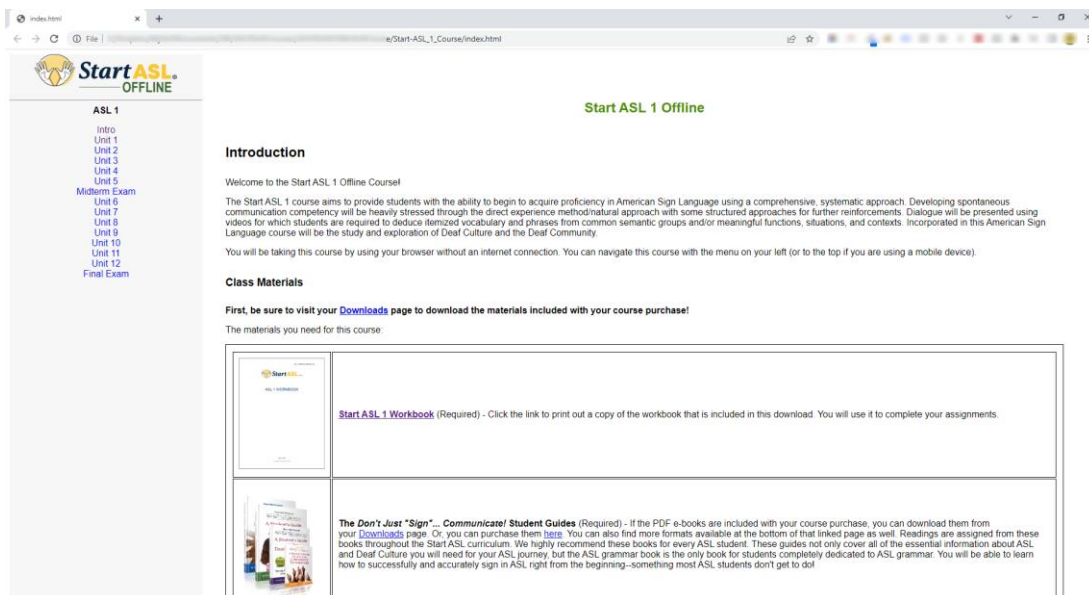 index.html
File
e/Start-ASL_1_Course/index.html
Start ASL.
OFFLINE
ASL 1
Intro
Unit 1
Unit 2
Unit 3
Unit 4
Unit 5
Midterm Exam
Unit 6
Unit 7
Unit 8
Unit 9
Unit 10
Unit 11
Unit 12
Final Exam
Start ASL 1 Offline
Introduction
Welcome to the Start ASL 1 Offline Course!
The Start ASL 1 course aims to provide students with the ability to begin to acquire proficiency in American Sign Language using a comprehensive, systematic approach. Developing spontaneous
communication competency will be heavily stressed through the direct experience method/natural approach with some structured approaches for further reinforcements. Dialogue will be presented using
videos for which students are required to deduce itemized vocabulary and phrases from common semantic groups and/or meaningful functions, situations, and contexts. Incorporated in this American Sign
Language course will be the study and exploration of Deaf Culture and the Deaf Community.
You will be taking this course by using your browser without an internet connection. You can navigate this course with the menu on your left (or to the top if you are using a mobile device).
Class Materials
First, be sure to visit your Downloads page to download the materials included with your course purchase!
The materials you need for this course:
Start ASL
ASL 1 WORKBOOK
Start ASL 1 Workbook (Required) - Click the link to print out a copy of the workbook that is included in this download. You will use it to complete your assignments.
The Don't Just "Sign"... Communicate! Student Guides (Required) - If the PDF e-books are included with your course purchase, you can download them from
your Downloads page. Or, you can purchase them here. You can also find more formats available at the bottom of that linked page as well. Readings are assigned from these
books throughout the Start ASL curriculum. We highly recommend these books for every ASL student. These guides not only cover all of the essential information about ASL
and Deaf Culture you will need for your ASL journey, but the ASL grammar book is the only book for students completely dedicated to ASL grammar. You will be able to learn
how to successfully and accurately sign in ASL right from the beginning--something most ASL students don't get to do!